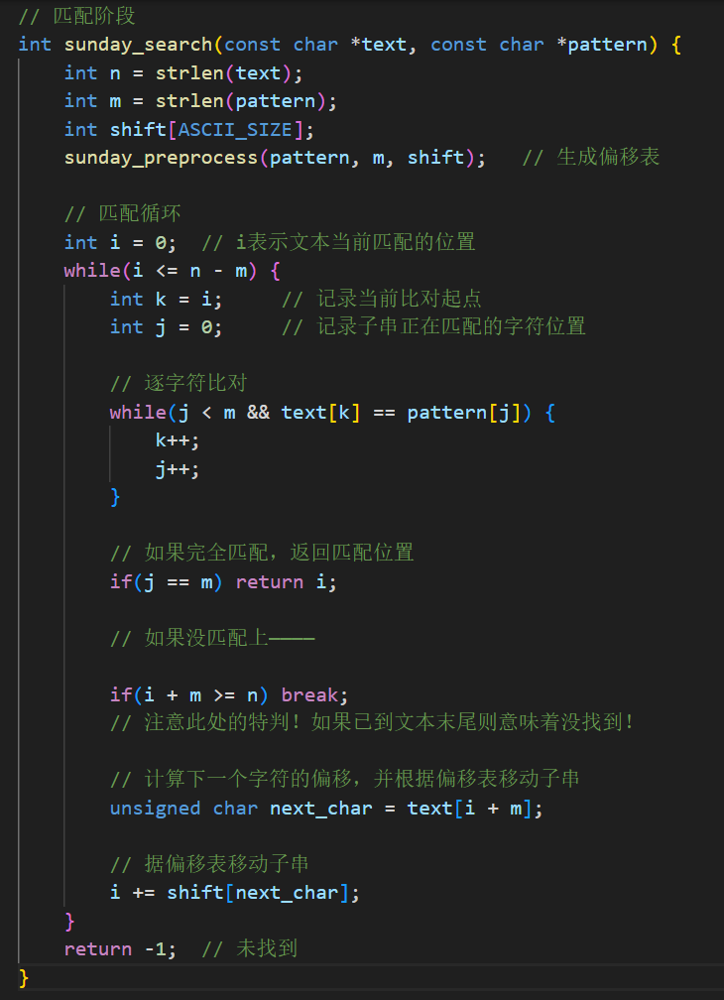 // 匹配阶段
int sunday_search(const char *text, const char *pattern) {
    int n = strlen(text);
    int m = strlen(pattern);
    int shift[ASCII_SIZE];
    sunday_preprocess(pattern, m, shift);   // 生成偏移表
    // 匹配循环
    int i = 0;  // i表示文本当前匹配的位置
    while(i <= n - m) {
        int k = i;     // 记录当前比对起点
        int j = 0;     // 记录子串正在匹配的字符位置
        // 逐字符比对
        while(j < m && text[k] == pattern[j]) {
            k++;
            j++;
        }
        // 如果完全匹配，返回匹配位置
        if(j == m) return i;
        // 如果没匹配上————
        if(i + m >= n) break;
        // 注意此处的特判！如果已到文本末尾则意味着没找到！
        // 计算下一个字符的偏移，并根据偏移表移动子串
        unsigned char next_char = text[i + m];
        // 据偏移表移动子串
        i += shift[next_char];
    }
    return -1;  // 未找到
}